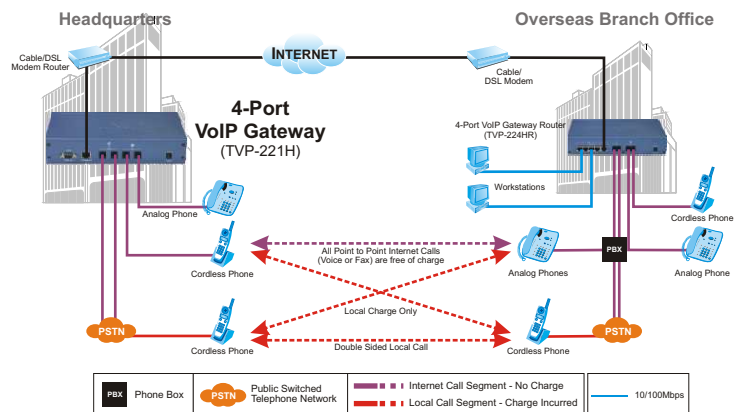 Headquarters
Overseas Branch Office
Cable/DSL
Modem Router
INTERNET
Cable/
DSL Modem
4-Port
VoIP Gateway
(TVP-221H)
4-Port VoIP Gateway Router
(TVP-224HR)
Workstations
Analog Phone
Cordless Phone
Cordless Phone
All Point to Point Internet Calls
(Voice or Fax) are free of charge
Analog Phones
PBX
Analog Phone
Local Charge Only
PSTN
Cordless Phone
Double Sided Local Call
Cordless Phone
PSTN
PBX
Phone Box
PSTN
Public Switched
Telephone Network
Internet Call Segment - No Charge
Local Call Segment - Charge Incurred
10/100Mbps